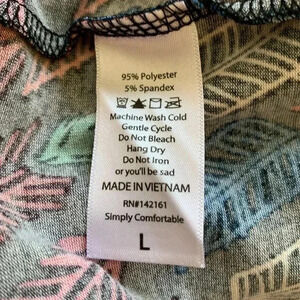 95% Polyester
5% Spandex
Machine Wash Cold
Gentle Cycle
Do Not Bleach
Hang Dry
Do Not Iron
or you'll be sad
MADE IN VIETNAM
RN#142161
Simply Comfortable
L